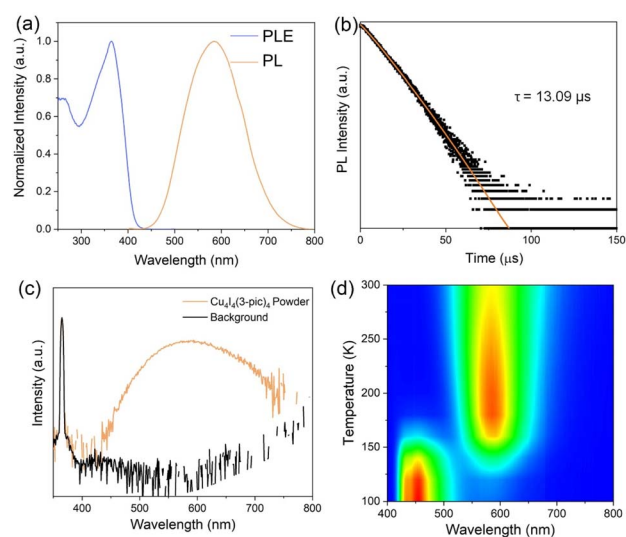 (a)
PLE
PL
Normalized Intensity (a.u.)
1.0
0.8
0.6
0.4
0.2
0.0
300 400 500 600 700 800
Wavelength (nm)
(b)
τ = 13.09 μs
PL Intensity (a.u.)
0 50 100 150
Time (μs)
(c)
Cu₄I₄(3-pic)₄ Powder
Background
Intensity (a.u.)
350 400 500 600 700 800
Wavelength (nm)
(d)
Temperature (K)
300
250
200
150
100
400 500 600 700 800
Wavelength (nm)